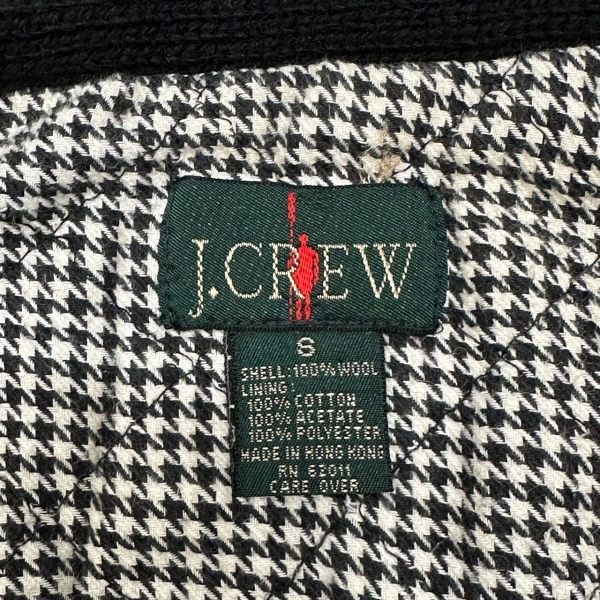 J.CREW
S
SHELL: 100% WOOL
LINING:
100% COTTON
100% ACETATE
100% POLYESTER
MADE IN HONG KONG
RN 63011
CARE OVER